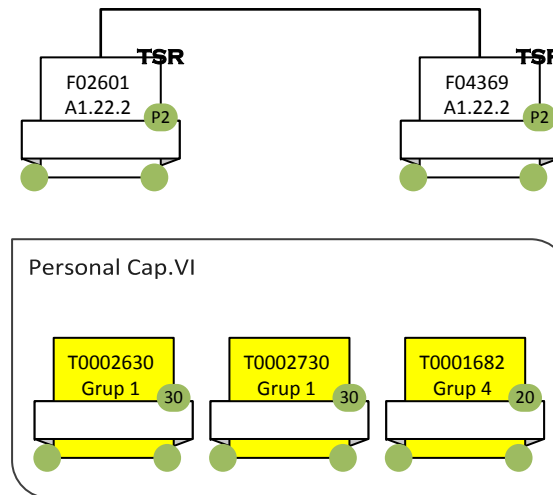 TSR
F02601
A1.22.2
P2
TSR
F04369
A1.22.2
P2
Personal Cap.VI
T0002630
Grup 1
30
T0002730
Grup 1
30
T0001682
Grup 4
20